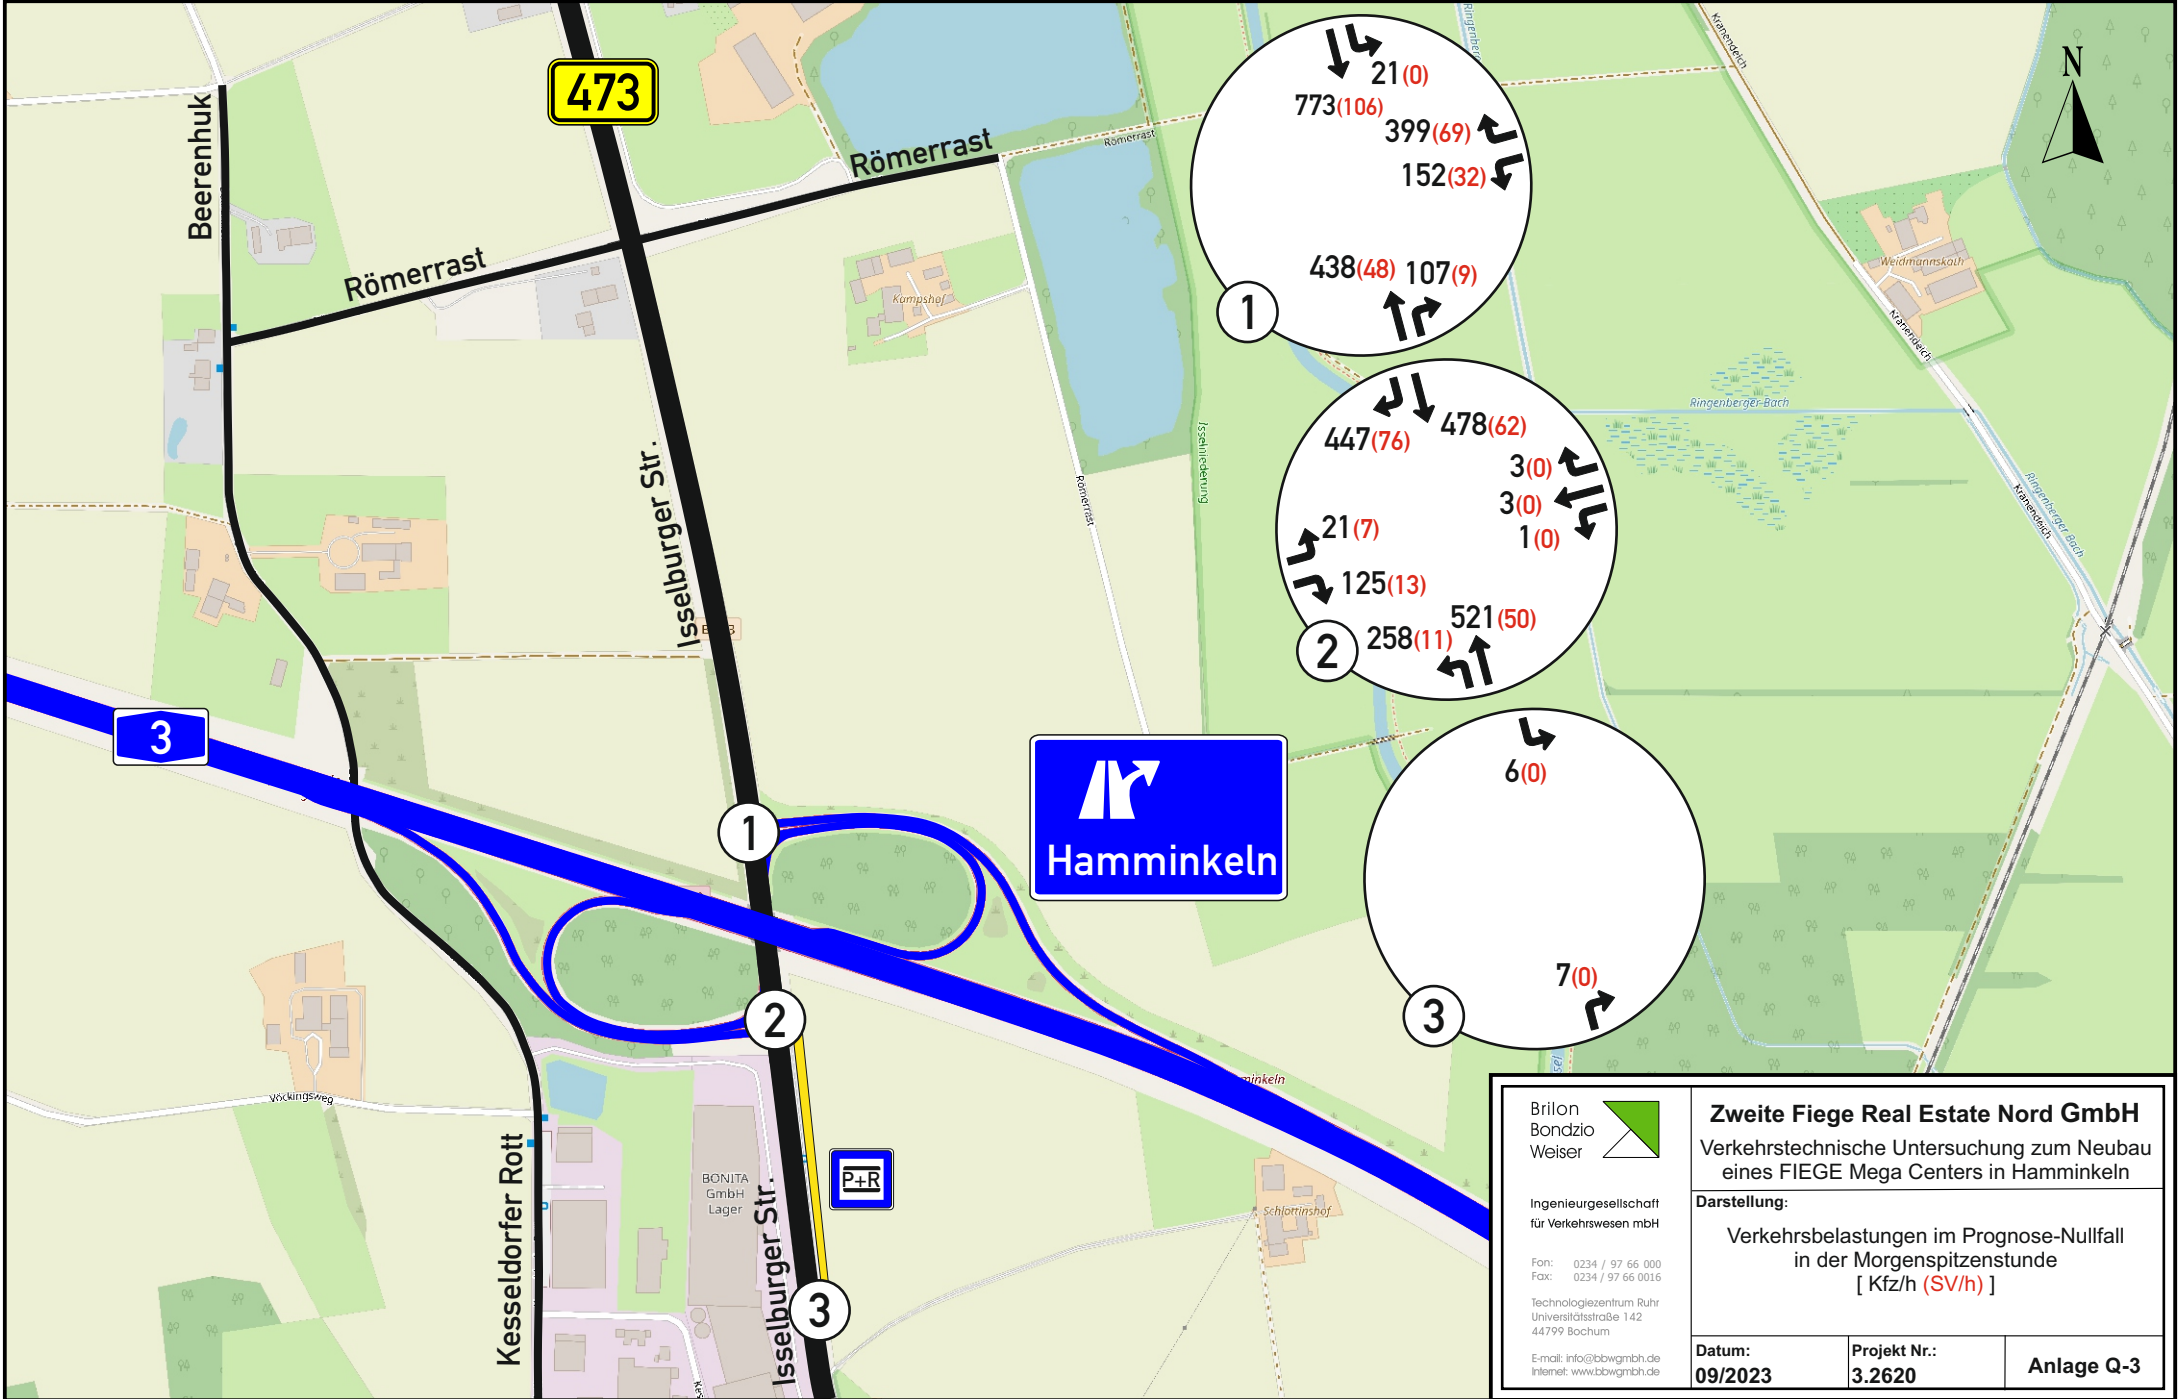 473
Beerenhuk
Römerrast
Römerrast
Römerrast
Römerrast
Kampshof
Isselburger Str.
Isselniederung
Kranendeich
Weidmannskath
Kranendeich
Ringenberger Bach
Ringenberger Bach
Kranendeich
N
21(0)
773(106)
399(69)
152(32)
438(48) 107(9)
1
447(76)
478(62)
3(0)
3(0)
1(0)
21(7)
125(13)
521(50)
258(11)
2
6(0)
7(0)
3
3
1
Hamminkeln
2
Vöckingsweg
Kesseldorfer Rott
BONITA
GmbH
Lager
Isselburger Str.
P+R
3
Schlottinshof
Brilon
Bondzio
Weiser
Ingenieurgesellschaft
für Verkehrswesen mbH
Fon: 0234 / 97 66 000
Fax: 0234 / 97 66 0016
Technologiezentrum Ruhr
Universitätsstraße 142
44799 Bochum
E-mail: info@bbwgmbh.de
Internet: www.bbwgmbh.de
Zweite Fiege Real Estate Nord GmbH
Verkehrstechnische Untersuchung zum Neubau
eines FIEGE Mega Centers in Hamminkeln
Darstellung:
Verkehrsbelastungen im Prognose-Nullfall
in der Morgenspitzenstunde
[ Kfz/h (SV/h) ]
Datum:
09/2023
Projekt Nr.:
3.2620
Anlage Q-3